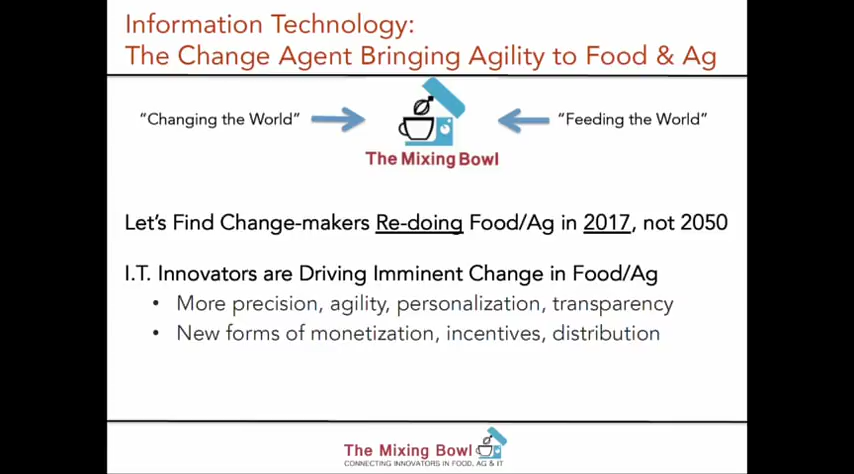 Information Technology:
The Change Agent Bringing Agility to Food & Ag
“Changing the World”
“Feeding the World”
The Mixing Bowl
Let’s Find Change-makers Re-doing Food/Ag in 2017, not 2050
I.T. Innovators are Driving Imminent Change in Food/Ag
• More precision, agility, personalization, transparency
• New forms of monetization, incentives, distribution
The Mixing Bowl
CONNECTING INNOVATORS IN FOOD, AG & IT